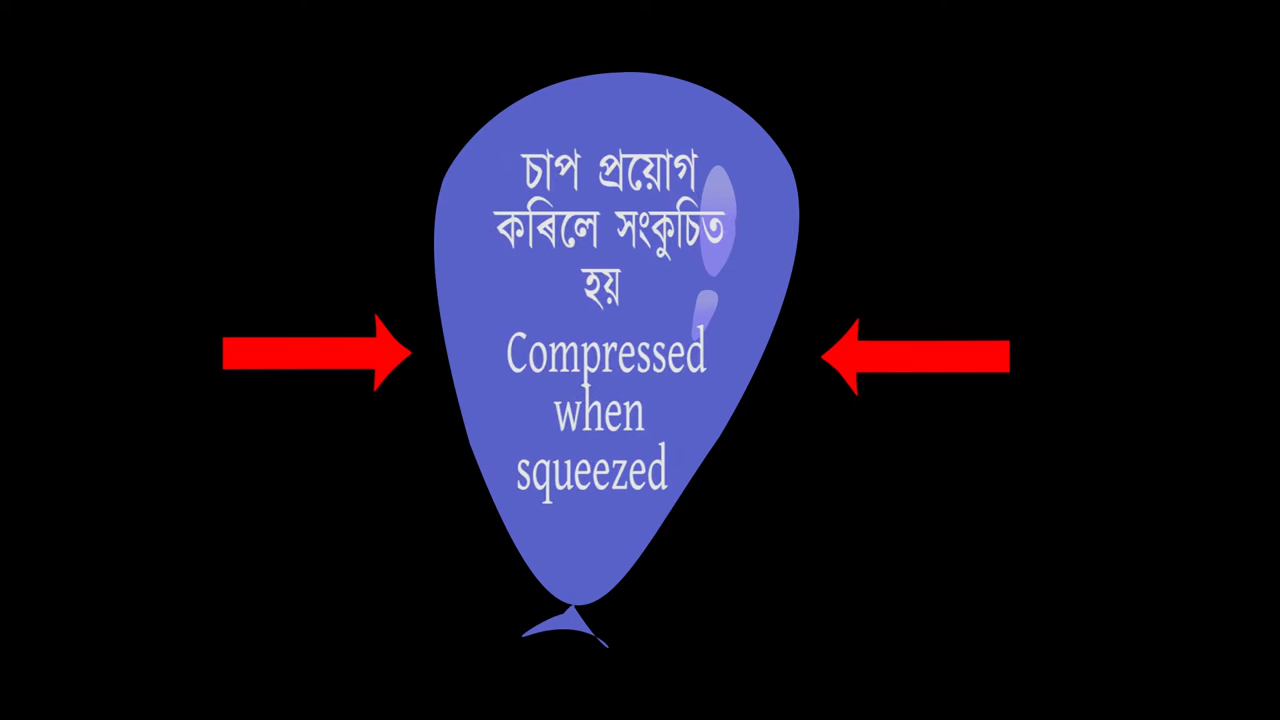 চাপ প্ৰয়োগ
কৰিলে সংকুচিত
হয়
Compressed
when
squeezed